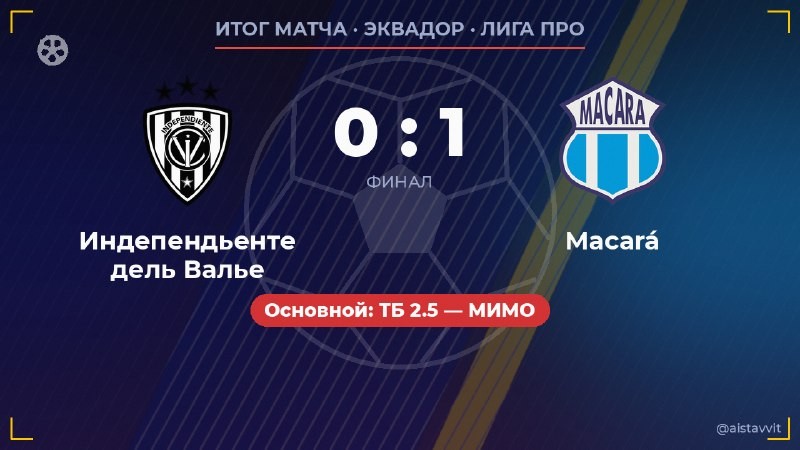 ИТОГ МАТЧА · ЭКВАДОР · ЛИГА ПРО
INDEPENDIENTE
MACARA
0 : 1
ФИНАЛ
Индепендьенте
дель Валье
Macará
Основной: ТБ 2.5 — МИМО
@aistavvit